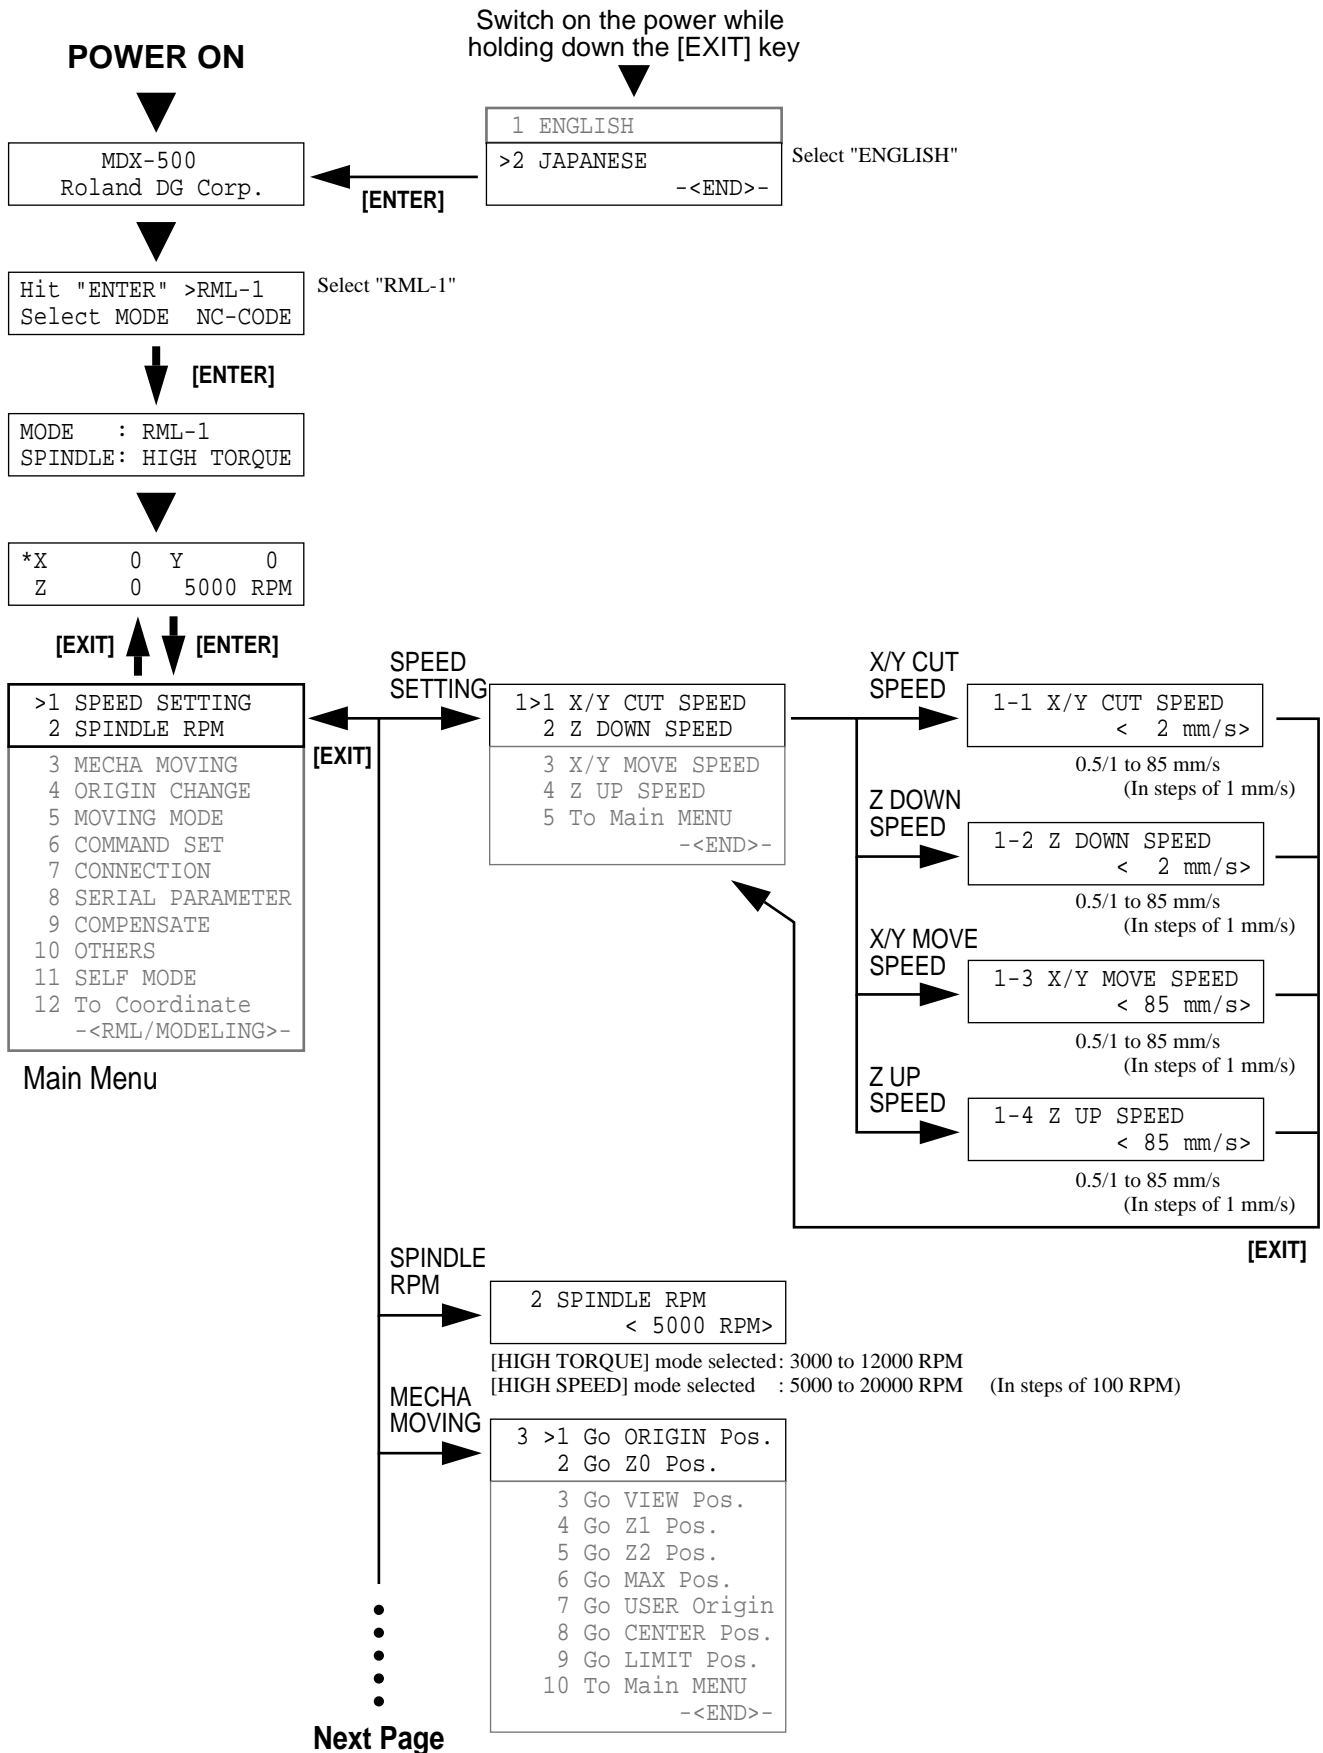 Switch on the power while
holding down the [EXIT] key
POWER ON
1 ENGLISH
>2 JAPANESE
-<END>-
Select "ENGLISH"
[ENTER]
MDX-500
Roland DG Corp.
Hit "ENTER" >RML-1
Select MODE NC-CODE
Select "RML-1"
[ENTER]
MODE : RML-1
SPINDLE: HIGH TORQUE
*X 0 Y 0
Z 0 5000 RPM
[EXIT] [ENTER]
>1 SPEED SETTING
2 SPINDLE RPM
3 MECHA MOVING
4 ORIGIN CHANGE
5 MOVING MODE
6 COMMAND SET
7 CONNECTION
8 SERIAL PARAMETER
9 COMPENSATE
10 OTHERS
11 SELF MODE
12 To Coordinate
-<RML/MODELING>-
Main Menu
[EXIT]
SPEED
SETTING
1>1 X/Y CUT SPEED
2 Z DOWN SPEED
3 X/Y MOVE SPEED
4 Z UP SPEED
5 To Main MENU
-<END>-
X/Y CUT
SPEED
1-1 X/Y CUT SPEED
< 2 mm/s>
0.5/1 to 85 mm/s
(In steps of 1 mm/s)
Z DOWN
SPEED
1-2 Z DOWN SPEED
< 2 mm/s>
0.5/1 to 85 mm/s
(In steps of 1 mm/s)
X/Y MOVE
SPEED
1-3 X/Y MOVE SPEED
< 85 mm/s>
0.5/1 to 85 mm/s
(In steps of 1 mm/s)
Z UP
SPEED
1-4 Z UP SPEED
< 85 mm/s>
0.5/1 to 85 mm/s
(In steps of 1 mm/s)
[EXIT]
SPINDLE
RPM
2 SPINDLE RPM
< 5000 RPM>
[HIGH TORQUE] mode selected: 3000 to 12000 RPM
[HIGH SPEED] mode selected : 5000 to 20000 RPM (In steps of 100 RPM)
MECHA
MOVING
3 >1 Go ORIGIN Pos.
2 Go Z0 Pos.
3 Go VIEW Pos.
4 Go Z1 Pos.
5 Go Z2 Pos.
6 Go MAX Pos.
7 Go USER Origin
8 Go CENTER Pos.
9 Go LIMIT Pos.
10 To Main MENU
-<END>-
Next Page